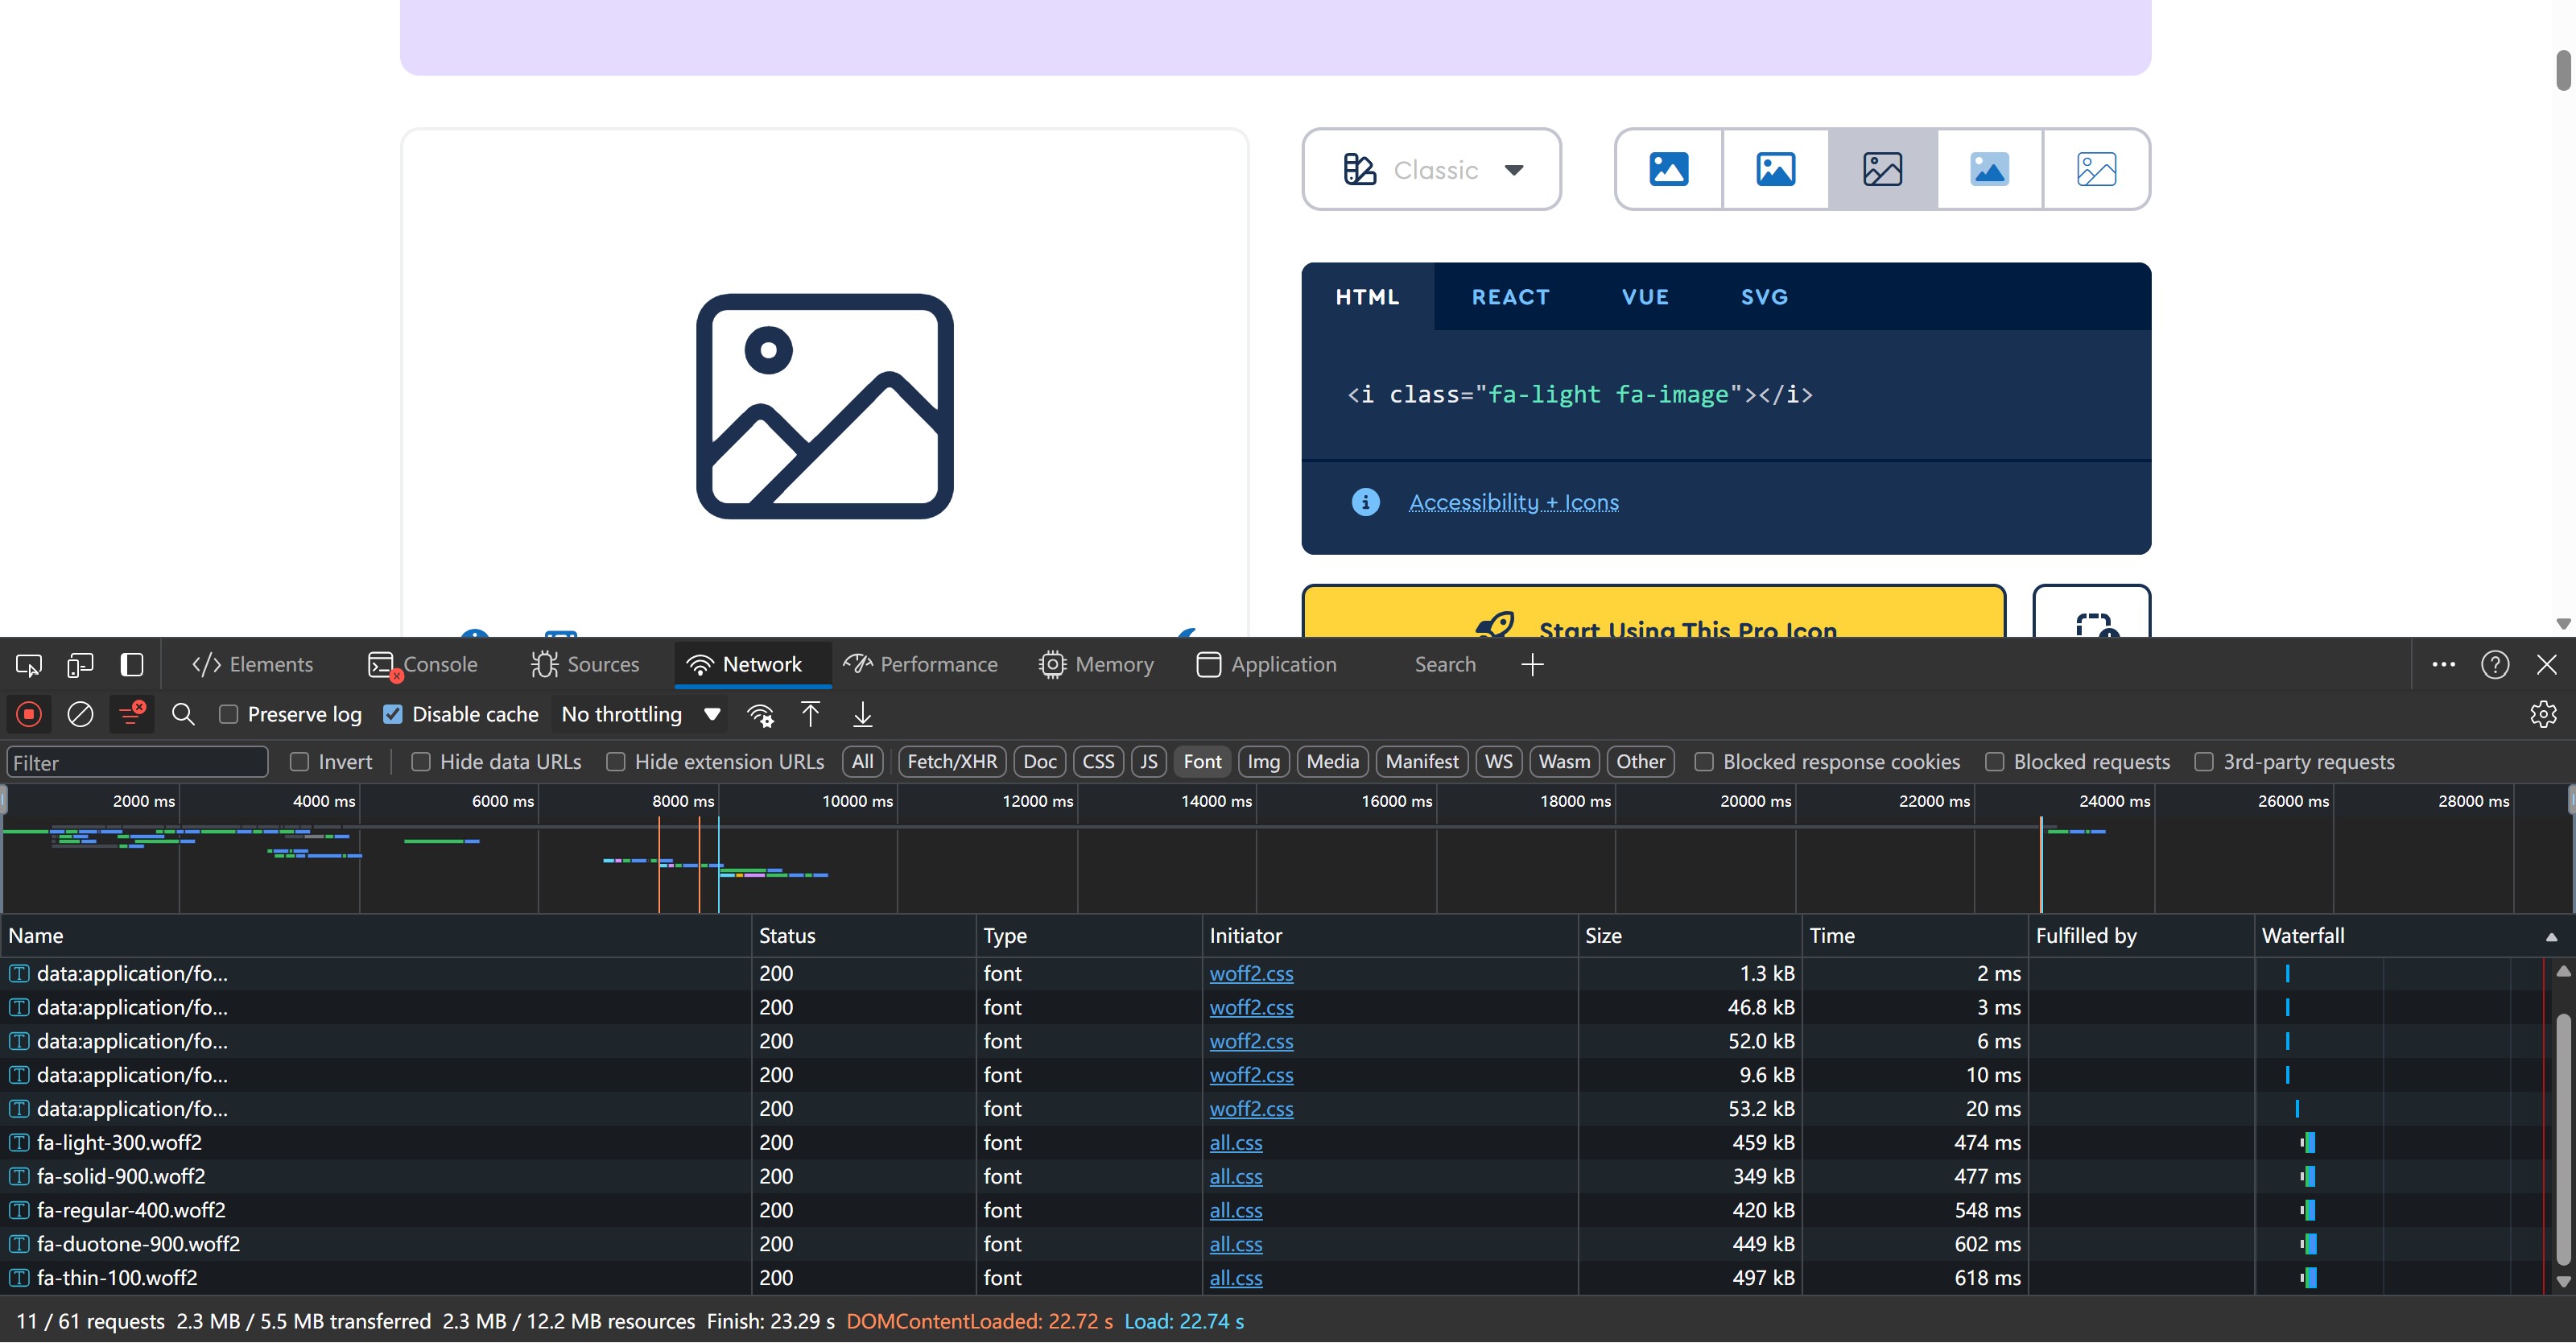 Classic
HTML REACT VUE SVG
<i class="fa-light fa-image"></i>
Accessibility + Icons
Start Using This Pro Icon
Elements Console Sources Network Performance Memory Application Search
Preserve log Disable cache No throttling
Filter Invert Hide data URLs Hide extension URLs All Fetch/XHR Doc CSS JS Font Img Media Manifest WS Wasm Other Blocked response cookies Blocked requests 3rd-party requests
2000 ms 4000 ms 6000 ms 8000 ms 10000 ms 12000 ms 14000 ms 16000 ms 18000 ms 20000 ms 22000 ms 24000 ms 26000 ms 28000 ms
Name Status Type Initiator Size Time Fulfilled by Waterfall
data:application/fo... 200 font woff2.css 1.3 kB 2 ms
data:application/fo... 200 font woff2.css 46.8 kB 3 ms
data:application/fo... 200 font woff2.css 52.0 kB 6 ms
data:application/fo... 200 font woff2.css 9.6 kB 10 ms
data:application/fo... 200 font woff2.css 53.2 kB 20 ms
fa-light-300.woff2 200 font all.css 459 kB 474 ms
fa-solid-900.woff2 200 font all.css 349 kB 477 ms
fa-regular-400.woff2 200 font all.css 420 kB 548 ms
fa-duotone-900.woff2 200 font all.css 449 kB 602 ms
fa-thin-100.woff2 200 font all.css 497 kB 618 ms
11 / 61 requests 2.3 MB / 5.5 MB transferred 2.3 MB / 12.2 MB resources Finish: 23.29 s DOMContentLoaded: 22.72 s Load: 22.74 s